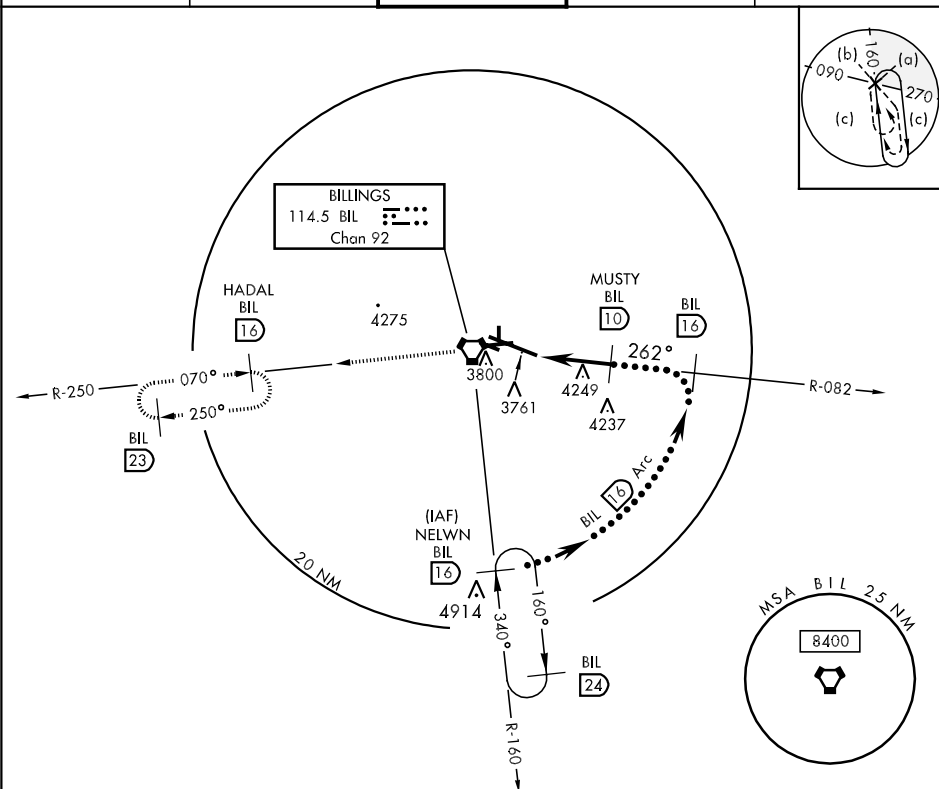 (b)
160
(a)
090
270
(c)
(c)
BILLINGS
114.5 BIL
Chan 92
HADAL
BIL
16
4275
MUSTY
BIL
10
BIL
16
262°
3800
3761
4249
4237
R-250
070°
250°
R-082
BIL
23
BIL 16 Arc
(IAF)
NELWN
BIL
16
20 NM
4914
340°
160°
BIL
24
R-160
MSA BIL 25 NM
8400